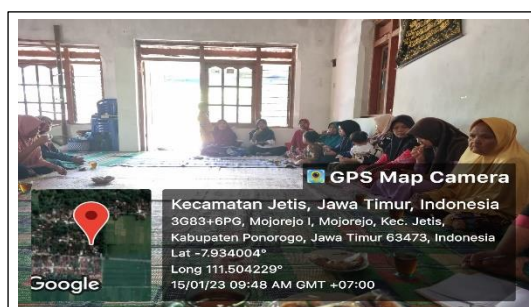 GPS Map Camera
Kecamatan Jetis, Jawa Timur, Indonesia
3G83+6PG, Mojorejo I, Mojorejo, Kec. Jetis,
Kabupaten Ponorogo, Jawa Timur 63473, Indonesia
Lat -7.934004°
Long 111.504229°
15/01/23 09:48 AM GMT +07:00
Google